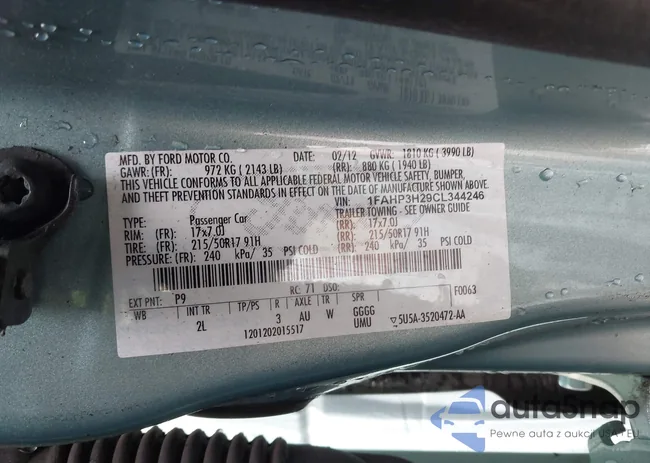 MFD. BY FORD MOTOR CO. DATE: 02/12 GVWR: 1810 KG ( 3990 LB)
GAWR: (FR): 972 KG ( 2143 LB) (RR): 880 KG ( 1940 LB)
THIS VEHICLE CONFORMS TO ALL APPLICABLE FEDERAL MOTOR VEHICLE SAFETY, BUMPER,
AND THEFT PREVENTION STANDARDS IN EFFECT ON THE DATE OF MANUFACTURE SHOWN ABOVE.
VIN: 1FAHP3H29CL344246
TYPE: Passenger Car TRAILER TOWING - SEE OWNER GUIDE
RIM: (FR): 17x7.0J (RR): 17x7.0J
TIRE: (FR): 215/50R17 91H (RR): 215/50R17 91H
PRESSURE: (FR): 240 kPa/ 35 PSI COLD (RR): 240 kPa/ 35 PSI COLD
RC: 71 DSO: F0063
EXT PNT: P9
WB INT TR TP/PS R AXLE TR SPR
2L 3 AU W GGGG
UMU
1201202015517 5U5A-3520472-AA
autoSnap
Pewne auta z aukcji USA i EU